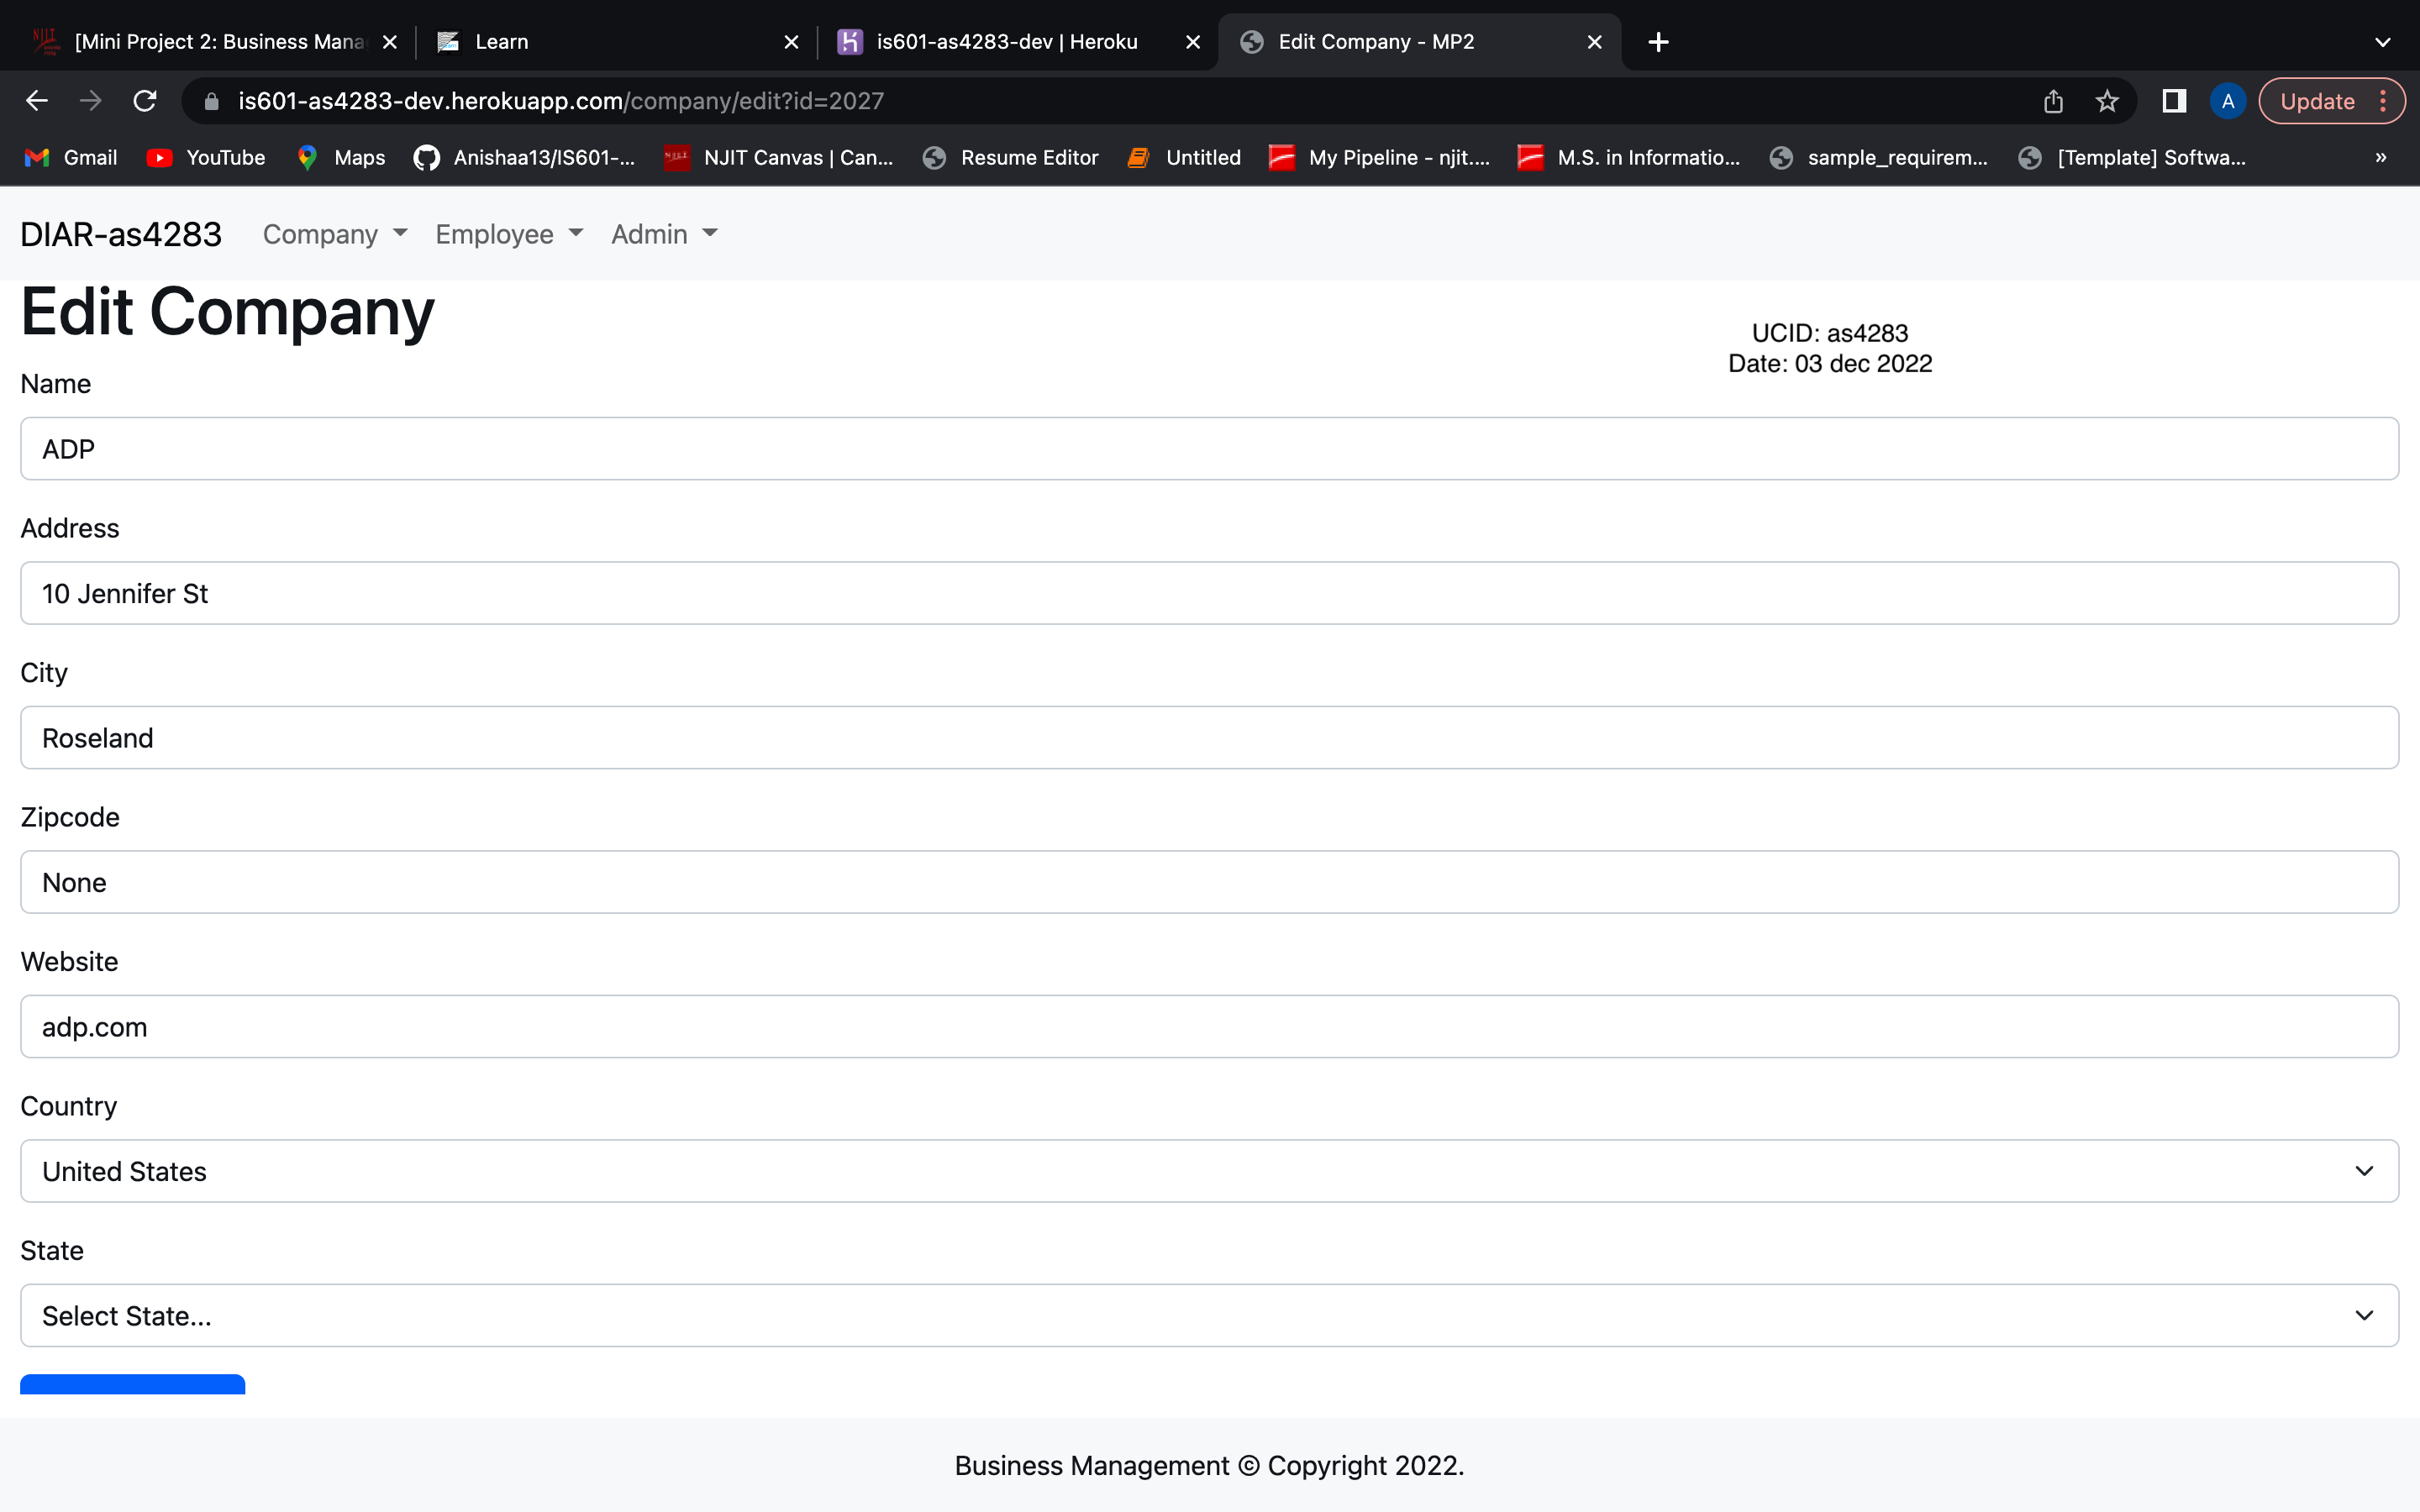 [Mini Project 2: Business Mana
Learn
is601-as4283-dev | Heroku
Edit Company - MP2
is601-as4283-dev.herokuapp.com/company/edit?id=2027
A
Update
Gmail
YouTube
Maps
Anishaa13/IS601-...
NJIT Canvas | Can...
Resume Editor
Untitled
My Pipeline - njit....
M.S. in Informatio...
sample_requirem...
[Template] Softwa...
»
DIAR-as4283
Company
Employee
Admin
Edit Company
UCID: as4283
Date: 03 dec 2022
Name
ADP
Address
10 Jennifer St
City
Roseland
Zipcode
None
Website
adp.com
Country
United States
State
Select State...
Business Management © Copyright 2022.